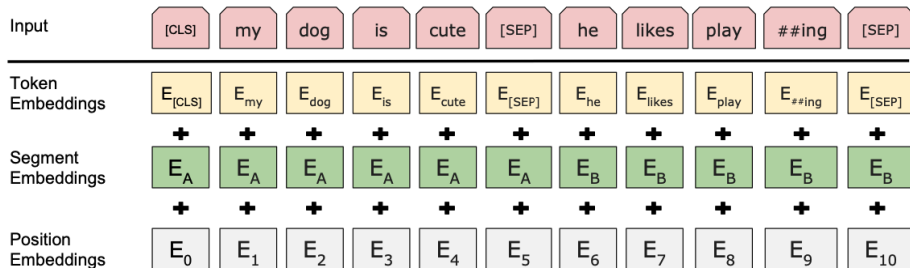 Input [CLS] my dog is cute [SEP] he likes play ##ing [SEP]
Token Embeddings E[CLS] Emy Edog Eis Ecute E[SEP] Ehe Elikes Eplay E##ing E[SEP]
+ + + + + + + + + + +
Segment Embeddings EA EA EA EA EA EA EB EB EB EB EB
+ + + + + + + + + + +
Position Embeddings E0 E1 E2 E3 E4 E5 E6 E7 E8 E9 E10